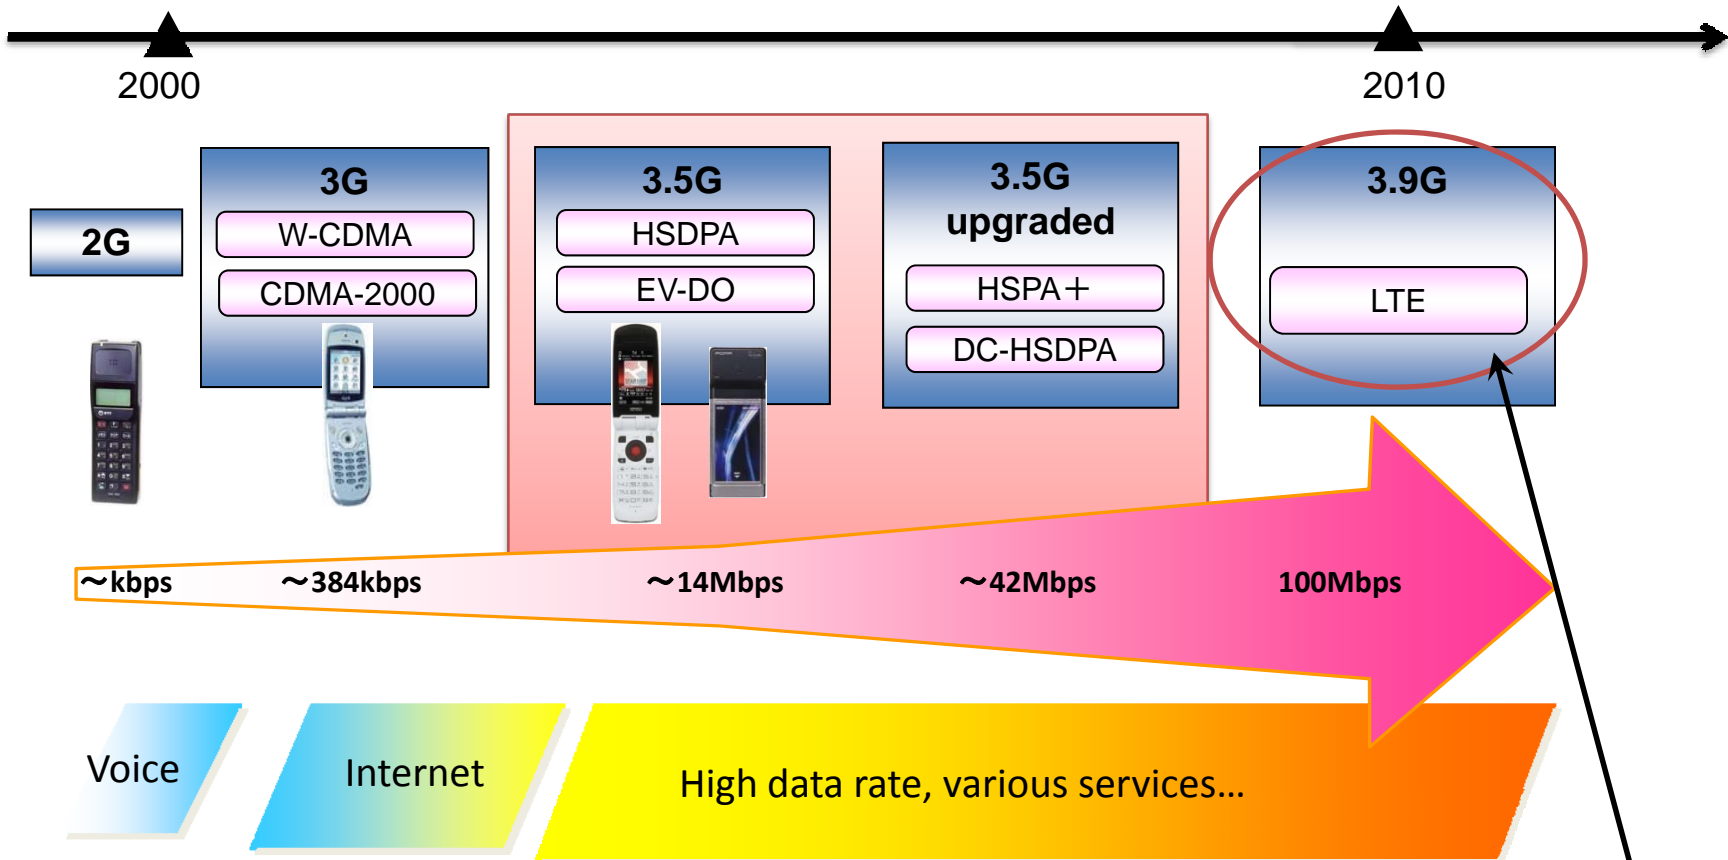 2000
2010
2G
3G
W-CDMA
CDMA-2000
3.5G
HSDPA
EV-DO
3.5G
upgraded
HSPA＋
DC-HSDPA
3.9G
LTE
～kbps
～384kbps
～14Mbps
～42Mbps
100Mbps
Voice
Internet
High data rate, various services…